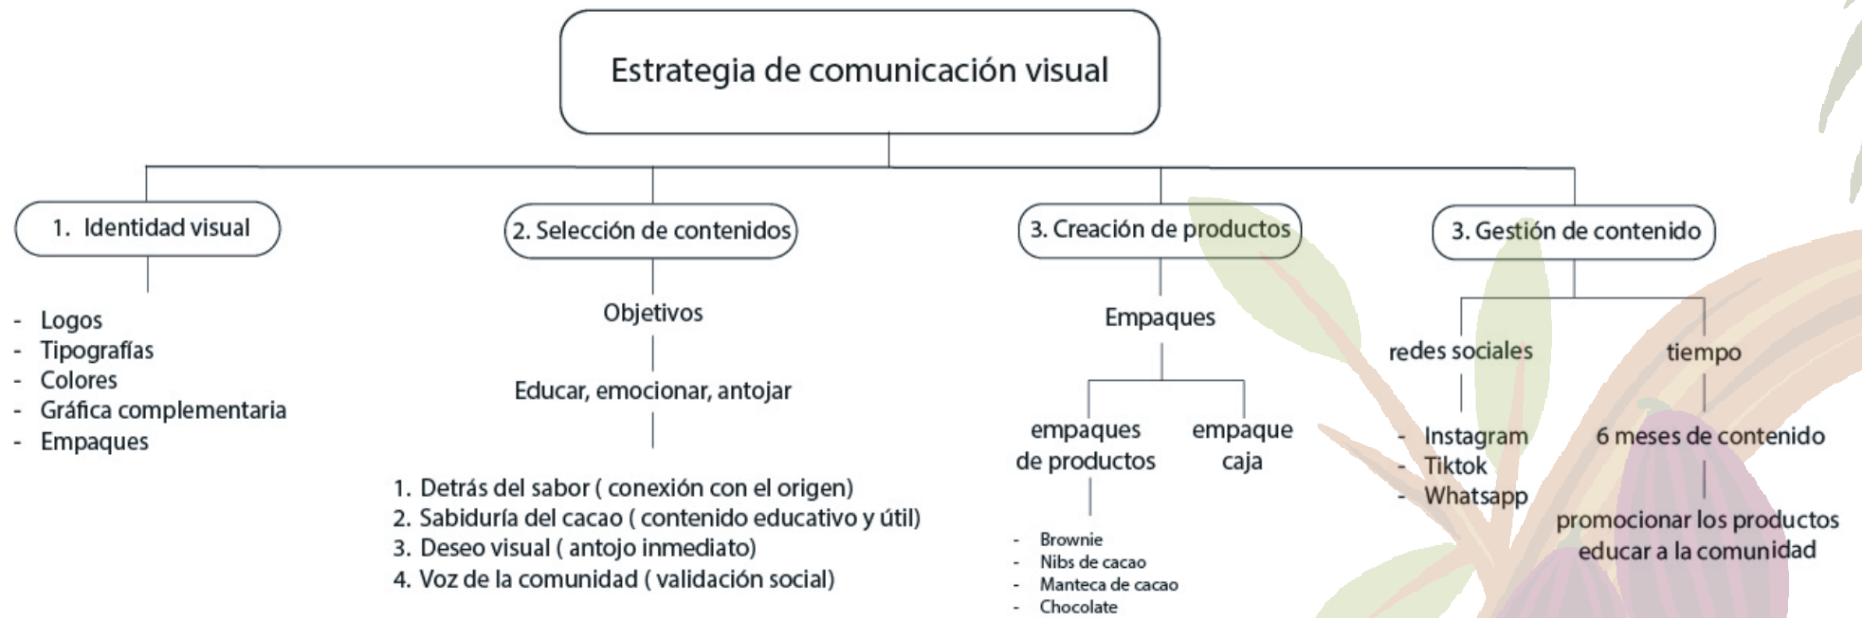 Estrategia de comunicación visual
1. Identidad visual
- Logos
- Tipografías
- Colores
- Gráfica complementaria
- Empaques
2. Selección de contenidos
Objetivos
Educar, emocionar, antojar
1. Detrás del sabor ( conexión con el origen)
2. Sabiduría del cacao ( contenido educativo y útil)
3. Deseo visual ( antojo inmediato)
4. Voz de la comunidad ( validación social)
3. Creación de productos
Empaques
empaques
de productos
- Brownie
- Nibs de cacao
- Manteca de cacao
- Chocolate
empaque
caja
3. Gestión de contenido
redes sociales
- Instagram
- Tiktok
- Whatsapp
tiempo
6 meses de contenido
promocionar los productos
educar a la comunidad